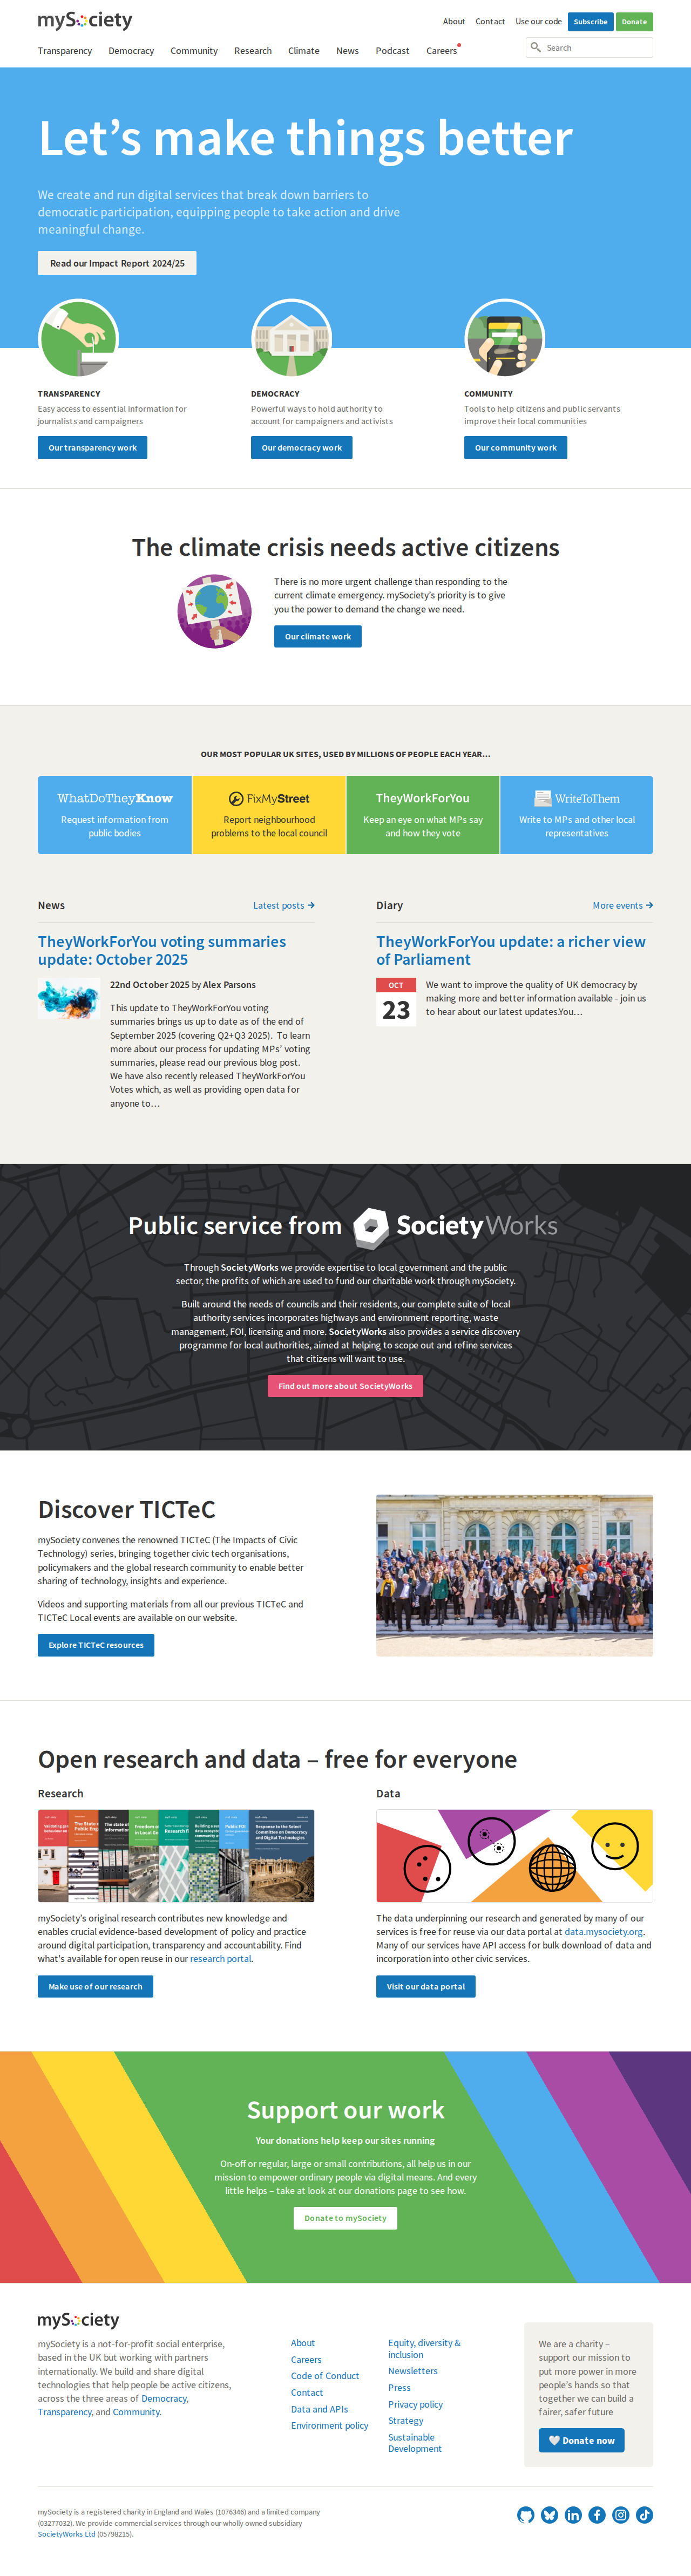 mySociety
About Contact Use our code Subscribe Donate
Transparency Democracy Community Research Climate News Podcast Careers
Search
Let’s make things better
We create and run digital services that break down barriers to
democratic participation, equipping people to take action and drive
meaningful change.
Read our Impact Report 2024/25
TRANSPARENCY
Easy access to essential information for
journalists and campaigners
Our transparency work
DEMOCRACY
Powerful ways to hold authority to
account for campaigners and activists
Our democracy work
COMMUNITY
Tools to help citizens and public servants
improve their local communities
Our community work
The climate crisis needs active citizens
There is no more urgent challenge than responding to the
current climate emergency. mySociety’s priority is to give
you the power to demand the change we need.
Our climate work
OUR MOST POPULAR UK SITES, USED BY MILLIONS OF PEOPLE EACH YEAR…
WhatDoTheyKnow
Request information from
public bodies
FixMyStreet
Report neighbourhood
problems to the local council
TheyWorkForYou
Keep an eye on what MPs say
and how they vote
WriteToThem
Write to MPs and other local
representatives
News
Latest posts →
TheyWorkForYou voting summaries
update: October 2025
22nd October 2025 by Alex Parsons
This update to TheyWorkForYou voting
summaries brings us up to date as of the end of
September 2025 (covering Q2+Q3 2025). To learn
more about our process for updating MPs’ voting
summaries, please read our previous blog post.
We have also recently released TheyWorkForYou
Votes which, as well as providing open data for
anyone to…
Diary
More events →
TheyWorkForYou update: a richer view
of Parliament
OCT
23
We want to improve the quality of UK democracy by
making more and better information available - join us
to hear about our latest updates.You…
Public service from SocietyWorks
Through SocietyWorks we provide expertise to local government and the public
sector, the profits of which are used to fund our charitable work through mySociety.
Built around the needs of councils and their residents, our complete suite of local
authority services incorporates highways and environment reporting, waste
management, FOI, licensing and more. SocietyWorks also provides a service discovery
programme for local authorities, aimed at helping to scope out and refine services
that citizens will want to use.
Find out more about SocietyWorks
Discover TICTeC
mySociety convenes the renowned TICTeC (The Impacts of Civic
Technology) series, bringing together civic tech organisations,
policymakers and the global research community to enable better
sharing of technology, insights and experience.
Videos and supporting materials from all our previous TICTeC and
TICTeC Local events are available on our website.
Explore TICTeC resources
Open research and data – free for everyone
Research
Response to the Select
Committee on Democracy
and Digital Technologies
mySociety’s original research contributes new knowledge and
enables crucial evidence-based development of policy and practice
around digital participation, transparency and accountability. Find
what’s available for open reuse in our research portal.
Make use of our research
Data
The data underpinning our research and generated by many of our
services is free for reuse via our data portal at data.mysociety.org.
Many of our services have API access for bulk download of data and
incorporation into other civic services.
Visit our data portal
Support our work
Your donations help keep our sites running
On-off or regular, large or small contributions, all help us in our
mission to empower ordinary people via digital means. And every
little helps – take at look at our donations page to see how.
Donate to mySociety
mySociety
mySociety is a not-for-profit social enterprise,
based in the UK but working with partners
internationally. We build and share digital
technologies that help people be active citizens,
across the three areas of Democracy,
Transparency, and Community.
About
Careers
Code of Conduct
Contact
Data and APIs
Environment policy
Equity, diversity &
inclusion
Newsletters
Press
Privacy policy
Strategy
Sustainable
Development
We are a charity –
support our mission to
put more power in more
people’s hands so that
together we can build a
fairer, safer future
Donate now
mySociety is a registered charity in England and Wales (1076346) and a limited company
(03277032). We provide commercial services through our wholly owned subsidiary
SocietyWorks Ltd (05798215).